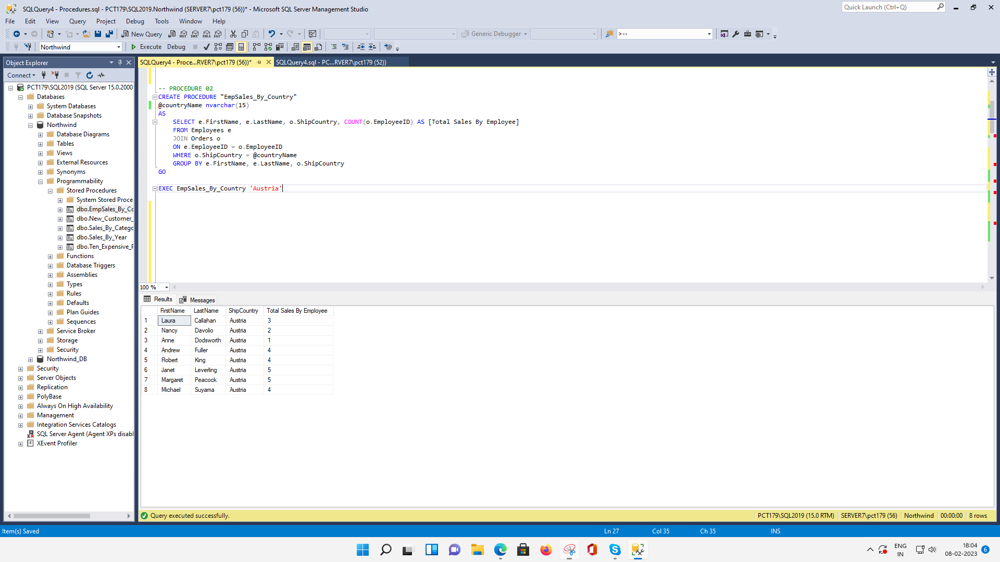 SQLQuery4 - Procedures.sql - PCT179\SQL2019.Northwind (SERVER7\pct179 (56))* - Microsoft SQL Server Management Studio
Quick Launch (Ctrl+Q)
File Edit View Query Project Debug Tools Window Help
New Query MDX DMX XMLA DAX Generic Debugger >--
Northwind Execute Debug
Object Explorer
SQLQuery4 - Proce...RVER7\pct179 (56))* SQLQuery4.sql - PC...RVER7\pct179 (52))
Connect
PCT179\SQL2019 (SQL Server 15.0.2000
Databases
System Databases
Database Snapshots
Northwind
Database Diagrams
Tables
Views
External Resources
Synonyms
Programmability
Stored Procedures
System Stored Proce
dbo.EmpSales_By_Co
dbo.New_Customer_
dbo.Sales_By_Catego
dbo.Sales_By_Year
dbo.Ten_Expensive_P
Functions
Database Triggers
Assemblies
Types
Rules
Defaults
Plan Guides
Sequences
Service Broker
Storage
Security
Northwind_DB
Security
Server Objects
Replication
PolyBase
Always On High Availability
Management
Integration Services Catalogs
SQL Server Agent (Agent XPs disabl
XEvent Profiler
-- PROCEDURE 02
CREATE PROCEDURE "EmpSales_By_Country"
@countryName nvarchar(15)
AS
SELECT e.FirstName, e.LastName, o.ShipCountry, COUNT(o.EmployeeID) AS [Total Sales By Employee]
FROM Employees e
JOIN Orders o
ON e.EmployeeID = o.EmployeeID
WHERE o.ShipCountry = @countryName
GROUP BY e.FirstName, e.LastName, o.ShipCountry
GO
EXEC EmpSales_By_Country 'Austria'
100 %
Results Messages
FirstName LastName ShipCountry Total Sales By Employee
1 Laura Callahan Austria 3
2 Nancy Davolio Austria 2
3 Anne Dodsworth Austria 1
4 Andrew Fuller Austria 4
5 Robert King Austria 4
6 Janet Leverling Austria 5
7 Margaret Peacock Austria 5
8 Michael Suyama Austria 4
Query executed successfully. PCT179\SQL2019 (15.0 RTM) SERVER7\pct179 (56) Northwind 00:00:00 8 rows
Item(s) Saved Ln 27 Col 35 Ch 35 INS
ENG
IN
18:04
08-02-2023
6